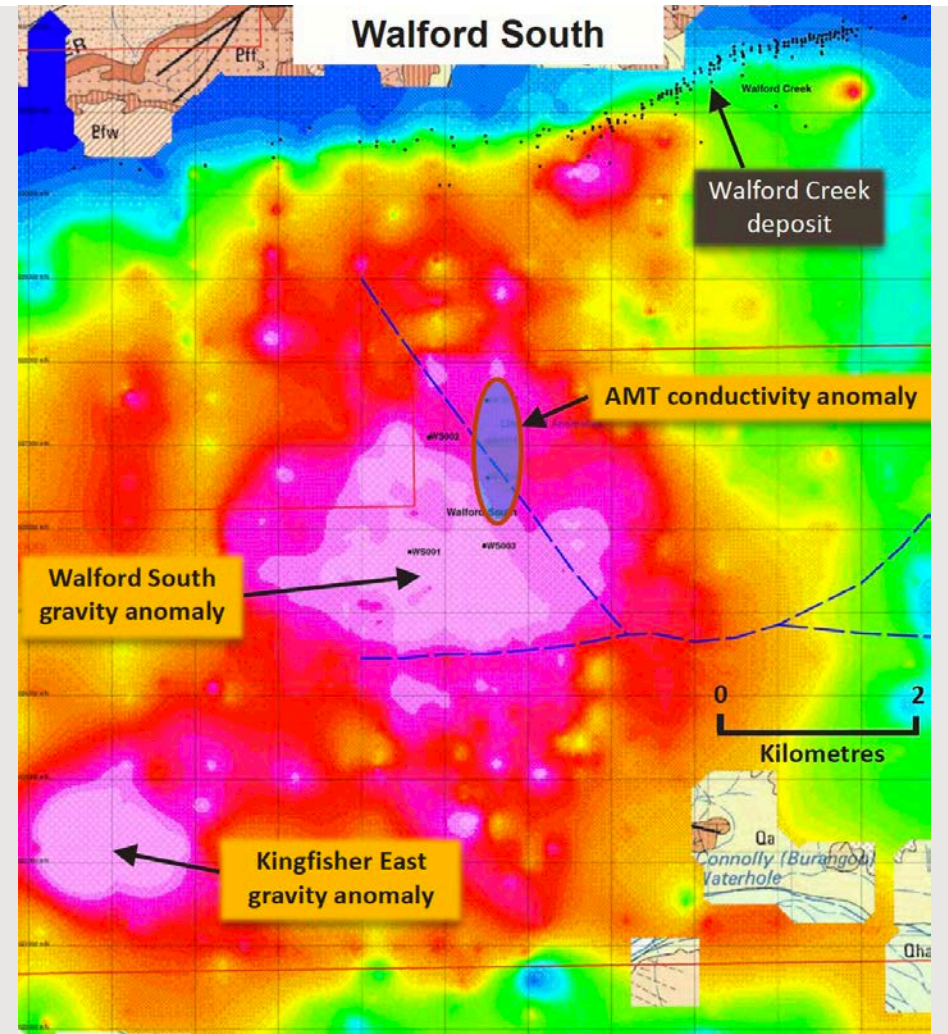 Walford South
Pff3
Pfw
Walford Creek
Walford Creek
deposit
AMT conductivity anomaly
WS002
Walford South
WS001
WS003
Walford South
gravity anomaly
0
2
Kilometres
Kingfisher East
gravity anomaly
Qa
Connolly (Burangoo)
Waterhole
Qha